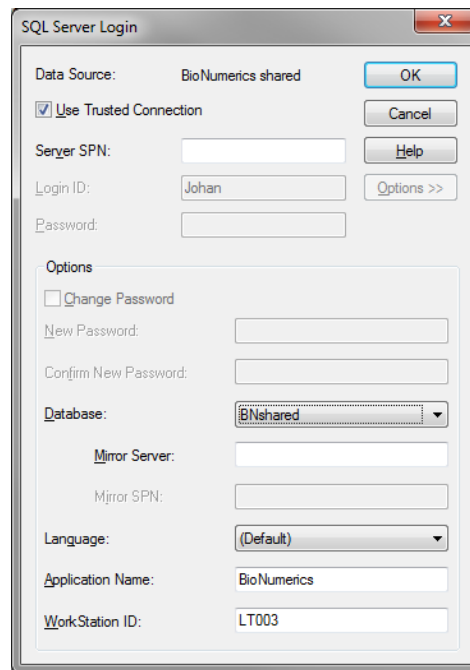 SQL Server Login
Data Source: BioNumerics shared OK
Use Trusted Connection Cancel
Server SPN: Help
Login ID: Johan Options >>
Password:
Options
Change Password
New Password:
Confirm New Password:
Database: BNshared
Mirror Server:
Mirror SPN:
Language: (Default)
Application Name: BioNumerics
WorkStation ID: LT003